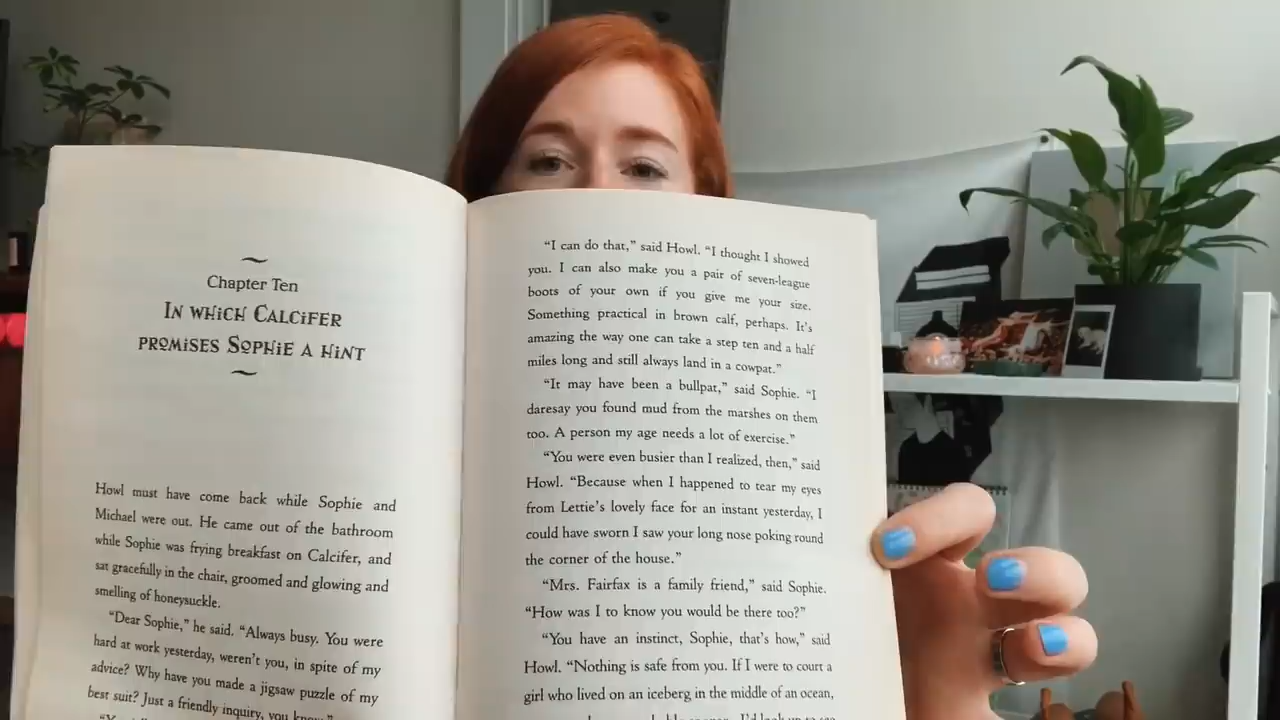 ~
Chapter Ten
In which Calcifer
promises Sophie a hint
~
Howl must have come back while Sophie and
Michael were out. He came out of the bathroom
while Sophie was frying breakfast on Calcifer, and
sat gracefully in the chair, groomed and glowing and
smelling of honeysuckle.
“Dear Sophie,” he said. “Always busy. You were
hard at work yesterday, weren’t you, in spite of my
advice? Why have you made a jigsaw puzzle of my
best suit? Just a friendly inquiry, you know.”
“I can do that,” said Howl. “I thought I showed
you. I can also make you a pair of seven-league
boots of your own if you give me your size.
Something practical in brown calf, perhaps. It’s
amazing the way one can take a step ten and a half
miles long and still always land in a cowpat.”
“It may have been a bullpat,” said Sophie. “I
daresay you found mud from the marshes on them
too. A person my age needs a lot of exercise.”
“You were even busier than I realized, then,” said
Howl. “Because when I happened to tear my eyes
from Lettie’s lovely face for an instant yesterday, I
could have sworn I saw your long nose poking round
the corner of the house.”
“Mrs. Fairfax is a family friend,” said Sophie.
“How was I to know you would be there too?”
“You have an instinct, Sophie, that’s how,” said
Howl. “Nothing is safe from you. If I were to court a
girl who lived on an iceberg in the middle of an ocean,